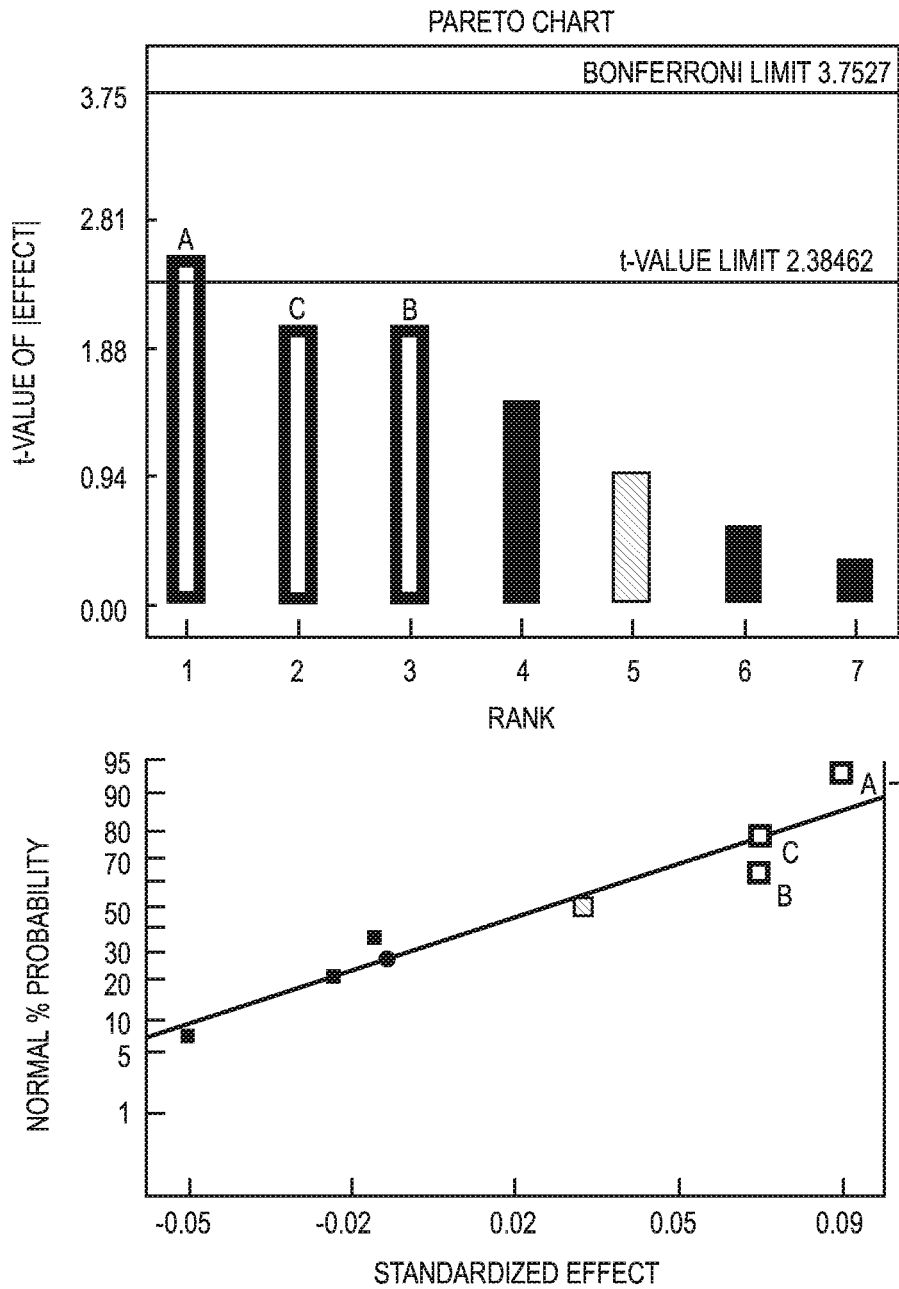 PARETO CHART
BONFERRONI LIMIT 3.7527
3.75
2.81
A
t-VALUE LIMIT 2.38462
C
B
1.88
0.94
0.00
t-VALUE OF |EFFECT|
1 2 3 4 5 6 7
RANK
95
90
80
70
50
30
20
10
5
1
A
C
B
NORMAL % PROBABILITY
-0.05 -0.02 0.02 0.05 0.09
STANDARDIZED EFFECT